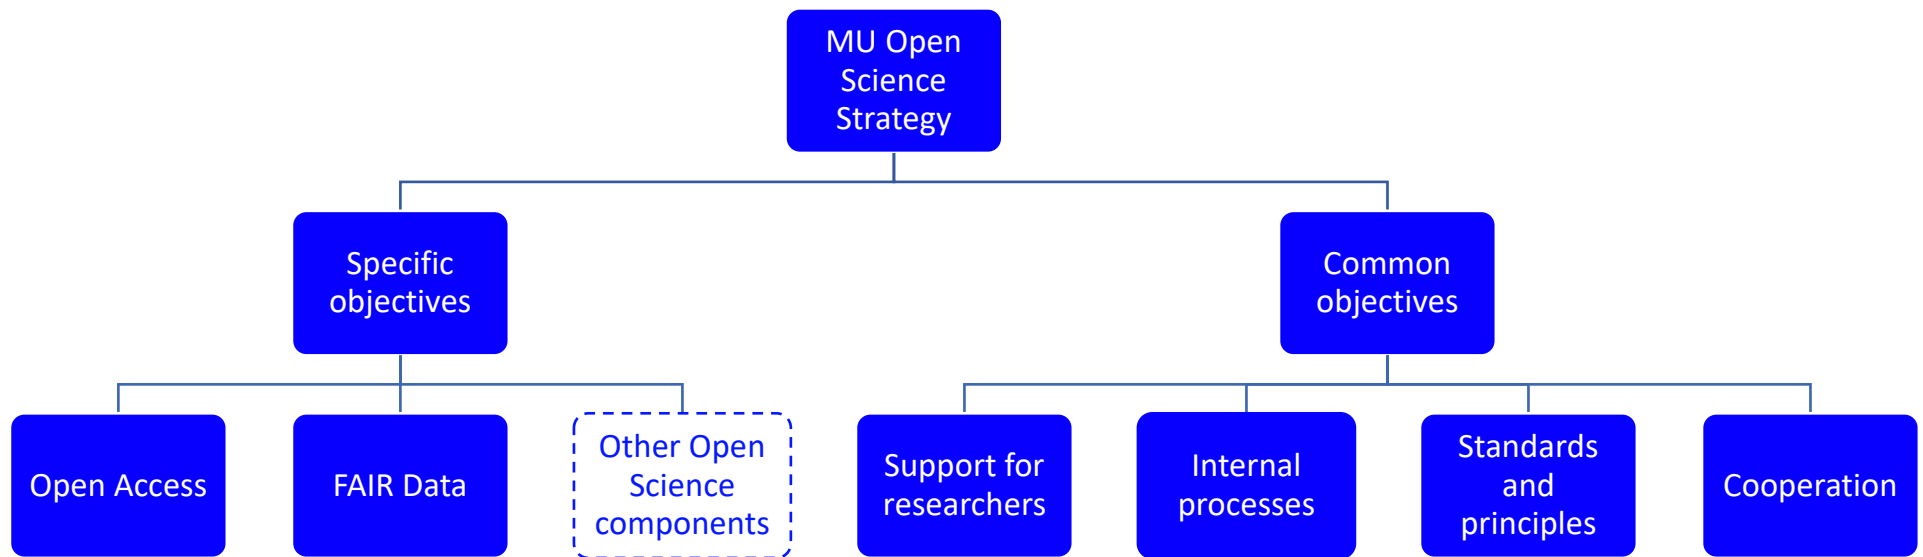 MU Open
Science
Strategy
Specific
objectives
Common
objectives
Open Access
FAIR Data
Other Open
Science
components
Support for
researchers
Internal
processes
Standards
and
principles
Cooperation